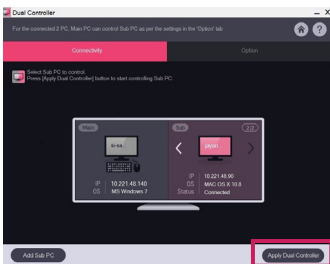 Dual Controller
For the connected 2 PC, Main PC can control Sub PC as per the settings in the 'Option' tab
Connectivity
Option
Select Sub PC to control.
Press [Apply Dual Controller] button to start controlling Sub PC.
Main
Sub
IP 10.221.48.140
OS MS Windows 7
IP 10.221.48.90
OS MAC OS X 10.8
Status Connected
Add Sub PC
Apply Dual Controller